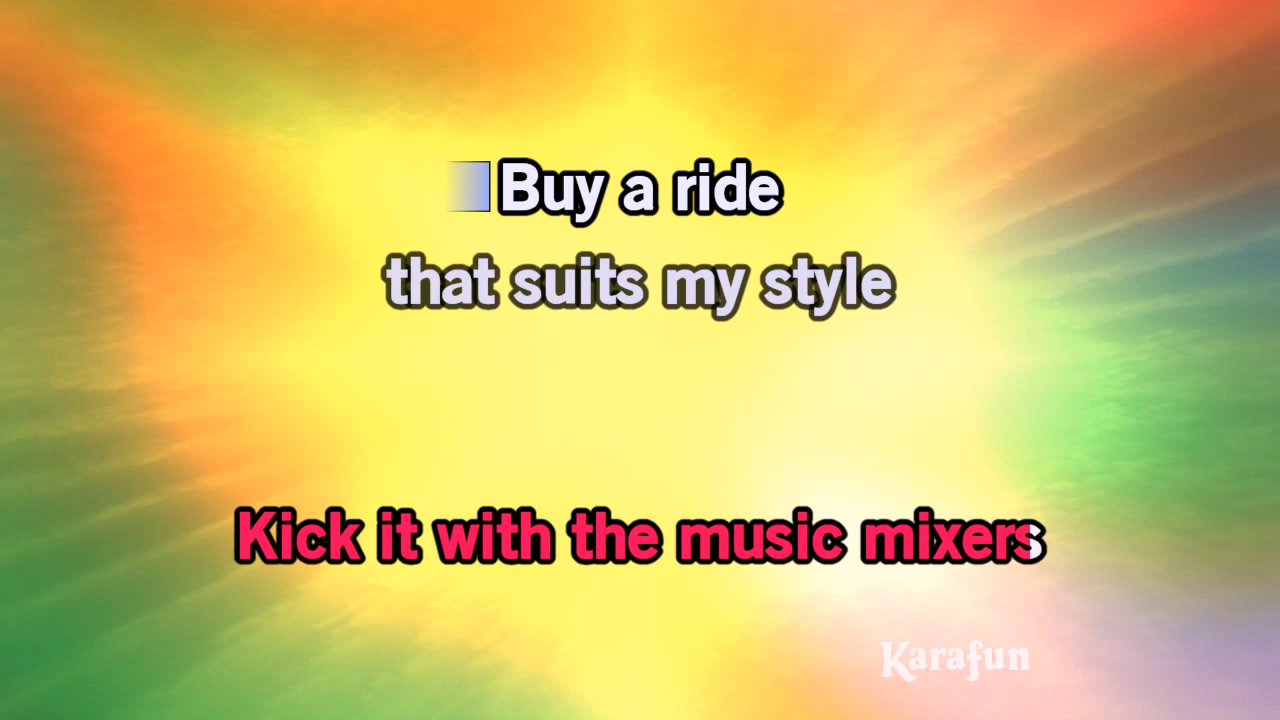 Buy a ride
that suits my style
Kick it with the music mixers
Karafun